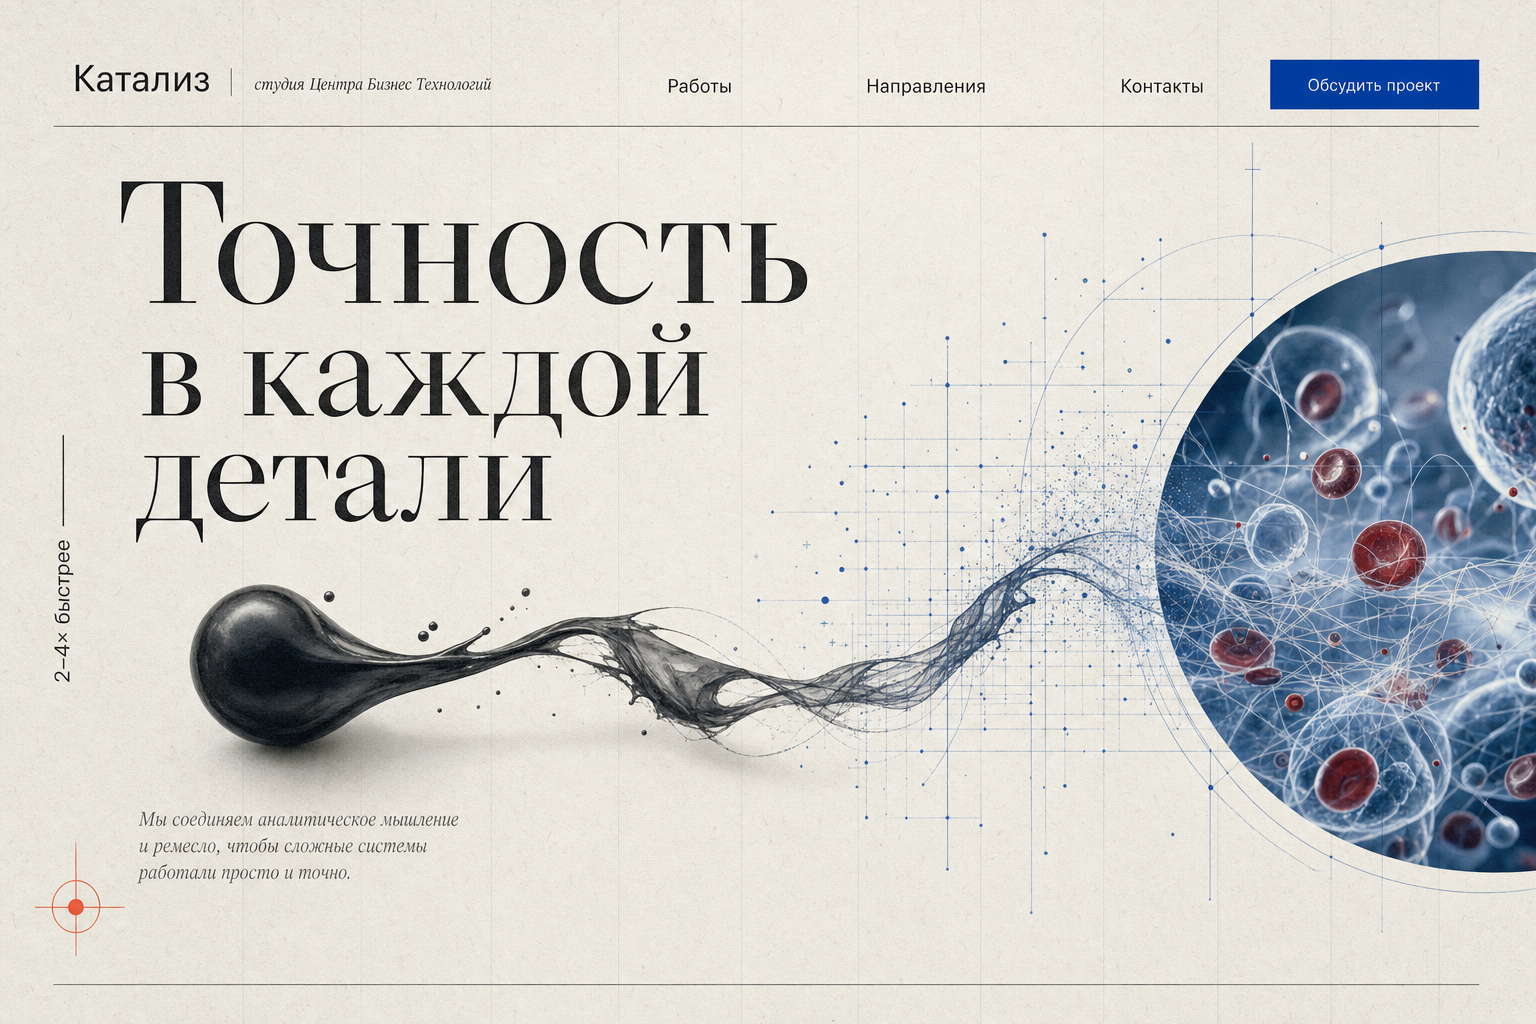 Катализ
студия Центра Бизнес Технологий
Работы
Направления
Контакты
Обсудить проект
Точность
в каждой
детали
2–4× быстрее
Мы соединяем аналитическое мышление
и ремесло, чтобы сложные системы
работали просто и точно.